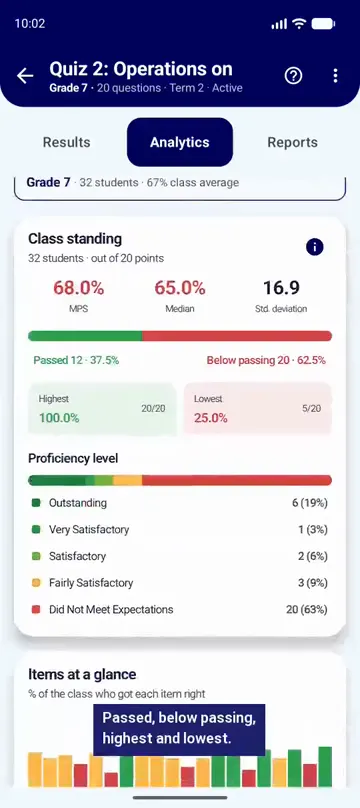 10:02
Quiz 2: Operations on
Grade 7 · 20 questions · Term 2 · Active
Results Analytics Reports
Grade 7 · 32 students · 67% class average
Class standing
32 students · out of 20 points
68.0% 65.0% 16.9
MPS Median Std. deviation
Passed 12 · 37.5% Below passing 20 · 62.5%
Highest 20/20 Lowest 5/20
100.0% 25.0%
Proficiency level
Outstanding 6 (19%)
Very Satisfactory 1 (3%)
Satisfactory 2 (6%)
Fairly Satisfactory 3 (9%)
Did Not Meet Expectations 20 (63%)
Items at a glance
% of the class who got each item right
Passed, below passing,
highest and lowest.